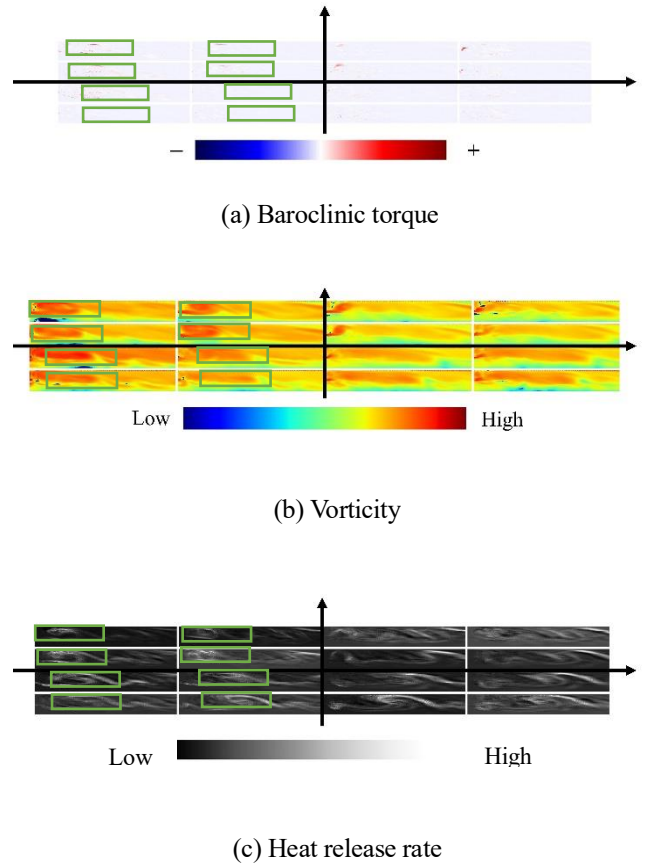 − +
(a) Baroclinic torque
Low High
(b) Vorticity
Low High
(c) Heat release rate